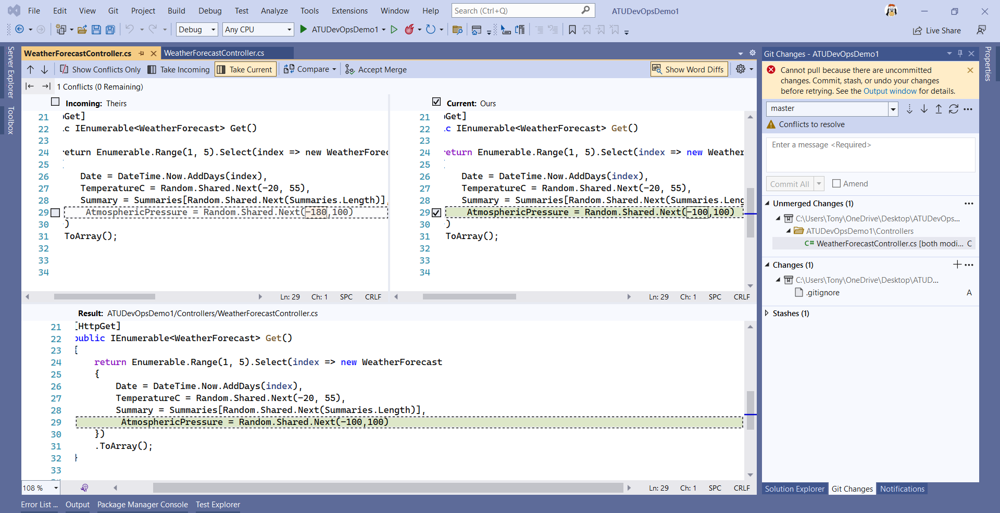 File Edit View Git Project Build Debug Test Analyze Tools Extensions Window Help Search (Ctrl+Q) ATUDevOpsDemo1
Debug Any CPU ATUDevOpsDemo1 Live Share
Server Explorer
Toolbox
WeatherForecastController.cs WeatherForecastController.cs
Show Conflicts Only Take Incoming Take Current Compare Accept Merge Show Word Diffs
1 Conflicts (0 Remaining)
Incoming: Theirs
21 pGet]
22 ic IEnumerable<WeatherForecast> Get()
23
24 return Enumerable.Range(1, 5).Select(index => new WeatherForec
25 {
26 Date = DateTime.Now.AddDays(index),
27 TemperatureC = Random.Shared.Next(-20, 55),
28 Summary = Summaries[Random.Shared.Next(Summaries.Length)],
29 AtmosphericPressure = Random.Shared.Next(-180,100)
30 })
31 ToArray();
32
33
34
Ln: 29 Ch: 1 SPC CRLF
Current: Ours
21 pGet]
22 ic IEnumerable<WeatherForecast> Get()
23
24 return Enumerable.Range(1, 5).Select(index => new Weather
25 {
26 Date = DateTime.Now.AddDays(index),
27 TemperatureC = Random.Shared.Next(-20, 55),
28 Summary = Summaries[Random.Shared.Next(Summaries.Leng
29 AtmosphericPressure = Random.Shared.Next(-100,100)
30 })
31 ToArray();
32
33
34
Ln: 29 Ch: 1 SPC CRLF
Result: ATUDevOpsDemo1/Controllers/WeatherForecastController.cs
21 [HttpGet]
22 public IEnumerable<WeatherForecast> Get()
23 {
24 return Enumerable.Range(1, 5).Select(index => new WeatherForecast
25 {
26 Date = DateTime.Now.AddDays(index),
27 TemperatureC = Random.Shared.Next(-20, 55),
28 Summary = Summaries[Random.Shared.Next(Summaries.Length)],
29 AtmosphericPressure = Random.Shared.Next(-100,100)
30 })
31 .ToArray();
32 }
33
108 % Ln: 29 Ch: 1 SPC CRLF
Git Changes - ATUDevOpsDemo1
Cannot pull because there are uncommitted
changes. Commit, stash, or undo your changes
before retrying. See the Output window for details.
master
Conflicts to resolve
Enter a message <Required>
Commit All Amend
Unmerged Changes (1)
C:\Users\Tony\OneDrive\Desktop\ATUDevOps...
ATUDevOpsDemo1\Controllers
C# WeatherForecastController.cs [both modi... C
Changes (1)
C:\Users\Tony\OneDrive\Desktop\ATUD...
.gitignore A
Stashes (1)
Solution Explorer Git Changes Notifications
Properties
Error List ... Output Package Manager Console Test Explorer